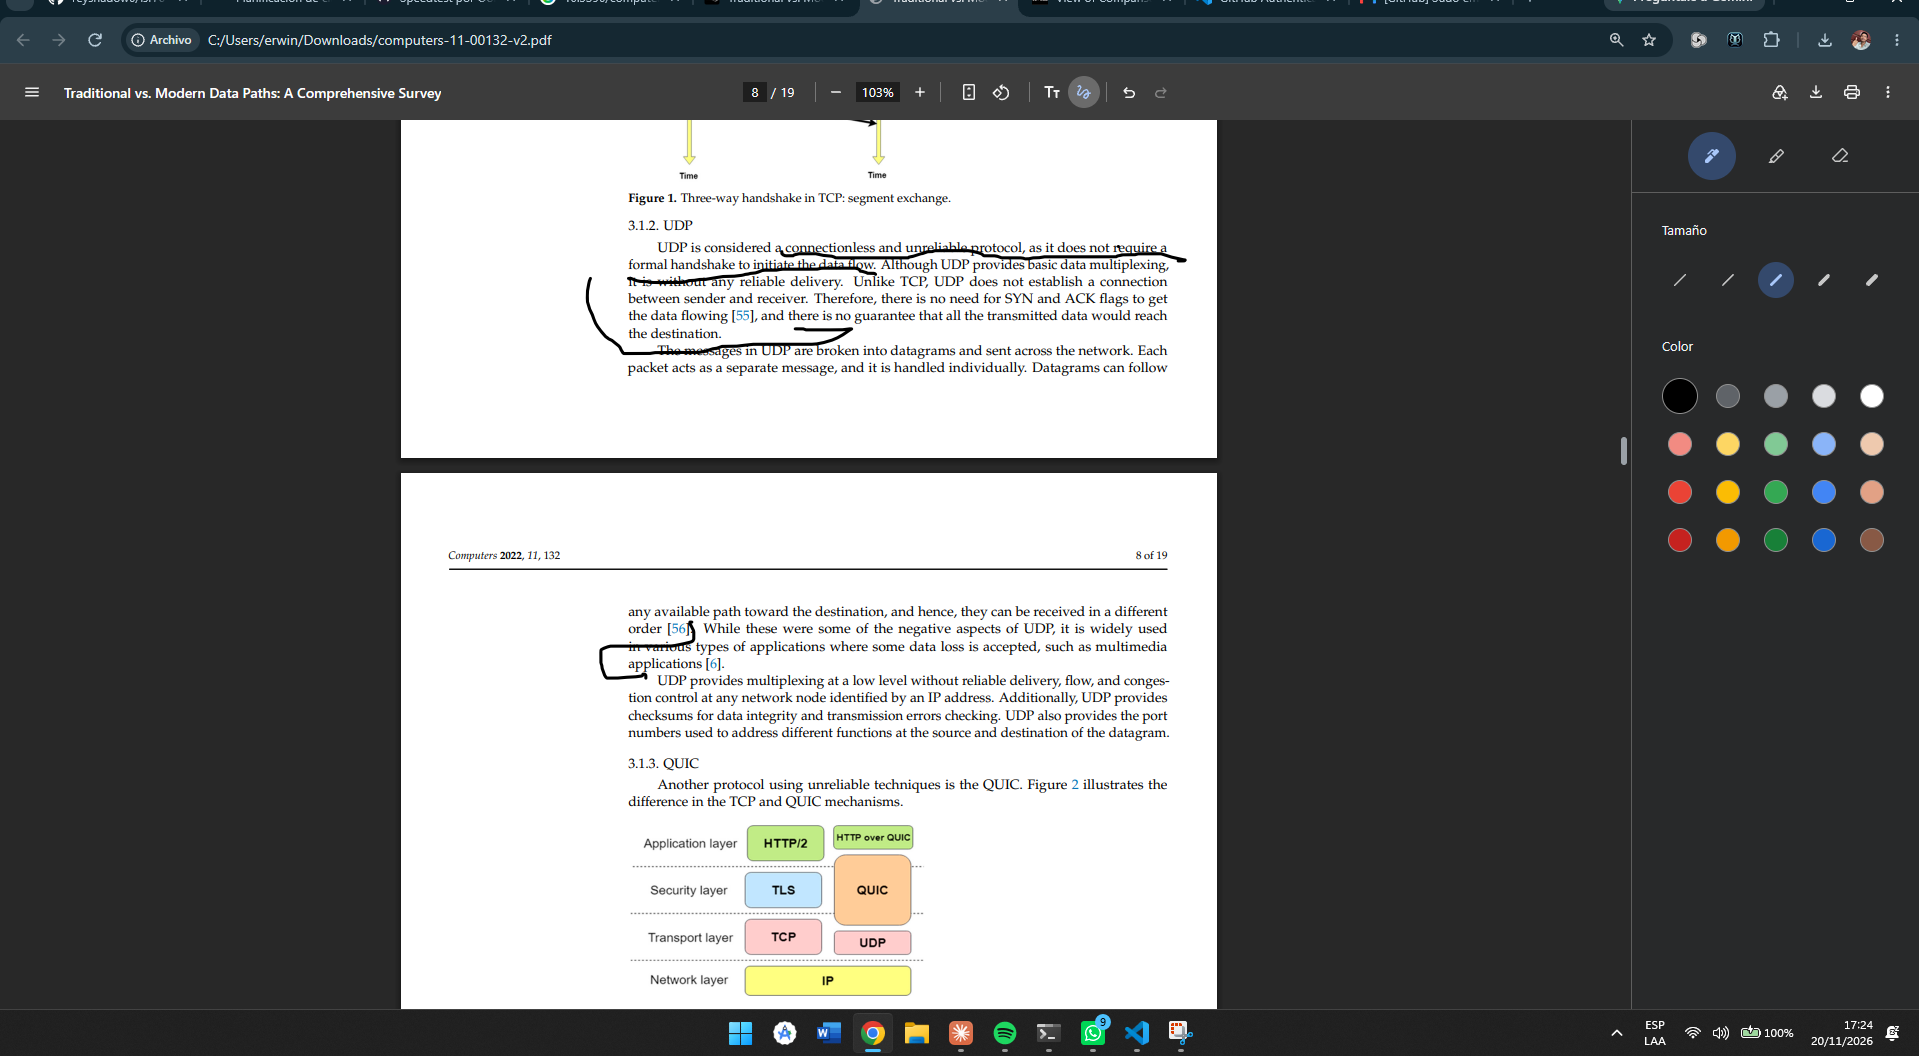 Archivo
C:/Users/erwin/Downloads/computers-11-00132-v2.pdf
Traditional vs. Modern Data Paths: A Comprehensive Survey
8 / 19
103%
Time
Time
Figure 1. Three-way handshake in TCP: segment exchange.
3.1.2. UDP
UDP is considered a connectionless and unreliable protocol, as it does not require a
formal handshake to initiate the data flow. Although UDP provides basic data multiplexing,
it is without any reliable delivery. Unlike TCP, UDP does not establish a connection
between sender and receiver. Therefore, there is no need for SYN and ACK flags to get
the data flowing [55], and there is no guarantee that all the transmitted data would reach
the destination.
The messages in UDP are broken into datagrams and sent across the network. Each
packet acts as a separate message, and it is handled individually. Datagrams can follow
Computers 2022, 11, 132
8 of 19
any available path toward the destination, and hence, they can be received in a different
order [56]. While these were some of the negative aspects of UDP, it is widely used
in various types of applications where some data loss is accepted, such as multimedia
applications [6].
UDP provides multiplexing at a low level without reliable delivery, flow, and conges-
tion control at any network node identified by an IP address. Additionally, UDP provides
checksums for data integrity and transmission errors checking. UDP also provides the port
numbers used to address different functions at the source and destination of the datagram.
3.1.3. QUIC
Another protocol using unreliable techniques is the QUIC. Figure 2 illustrates the
difference in the TCP and QUIC mechanisms.
Application layer
HTTP/2
HTTP over QUIC
Security layer
TLS
QUIC
Transport layer
TCP
UDP
Network layer
IP
Tamaño
Color
9
ESP
LAA
100%
17:24
20/11/2026